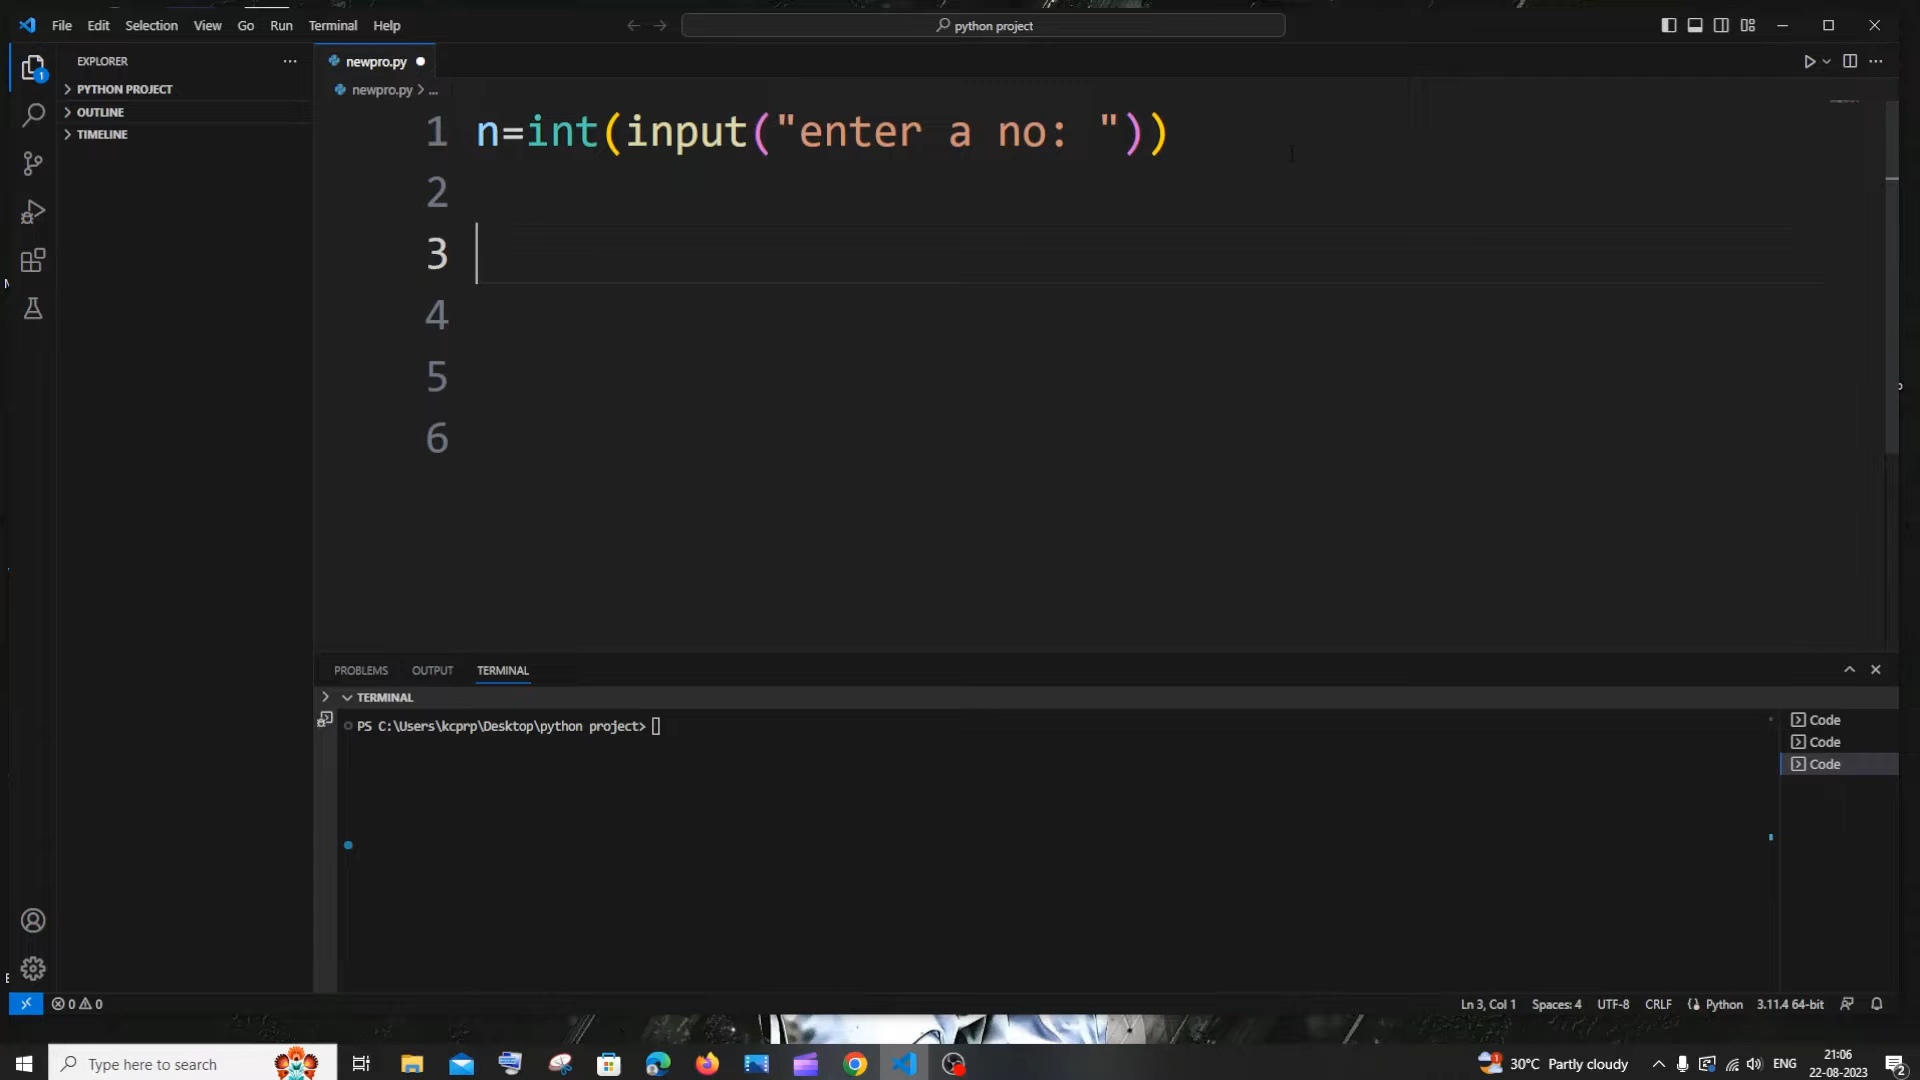 File Edit Selection View Go Run Terminal Help
python project
EXPLORER
PYTHON PROJECT
OUTLINE
TIMELINE
1
newpro.py
newpro.py > ...
1 n=int(input("enter a no: "))
2
3
4
5
6
PROBLEMS OUTPUT TERMINAL
TERMINAL
PS C:\Users\kcprp\Desktop\python project>
Code
Code
Code
0 0
Ln 3, Col 1 Spaces: 4 UTF-8 CRLF Python 3.11.4 64-bit
Type here to search
1
30°C Partly cloudy
ENG
21:06
22-08-2023
2